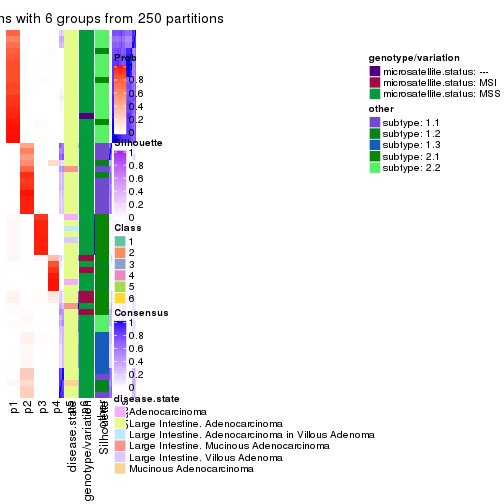 ns with 6 groups from 250 partitions
Prob
0.8
0.6
0.4
0.2
0
Silhouette
1
0.8
0.6
0.4
0.2
0
Class
1
2
3
4
5
6
Consensus
1
0.8
0.6
0.4
0.2
0
disease.state
Adenocarcinoma
Large Intestine. Adenocarcinoma
Large Intestine. Adenocarcinoma in Villous Adenoma
Large Intestine. Mucinous Adenocarcinoma
Large Intestine. Villous Adenoma
Mucinous Adenocarcinoma
genotype/variation
microsatellite.status: ---
microsatellite.status: MSI
microsatellite.status: MSS
other
subtype: 1.1
subtype: 1.2
subtype: 1.3
subtype: 2.1
subtype: 2.2
p1
p2
p3
p4
disease.state
genotype/variation
Silhouette